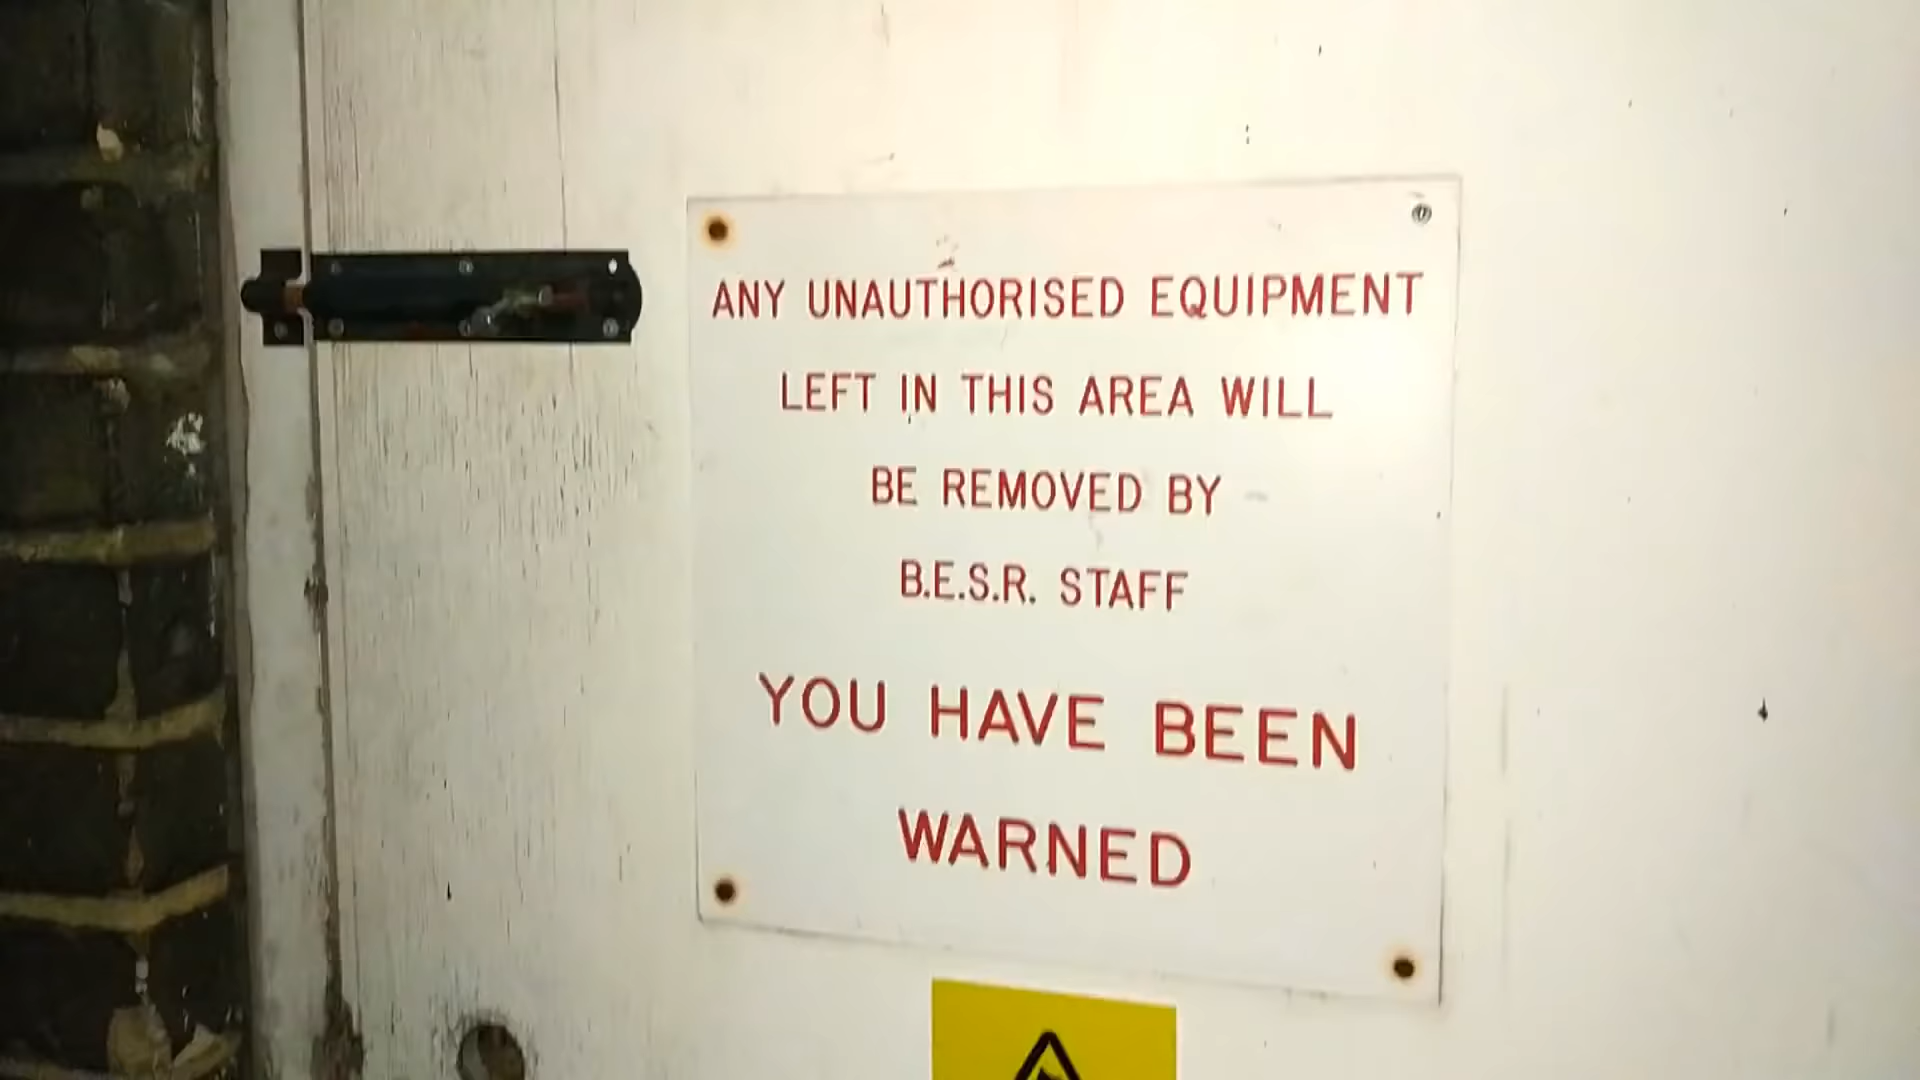 ANY UNAUTHORISED EQUIPMENT
LEFT IN THIS AREA WILL
BE REMOVED BY
B.E.S.R. STAFF
YOU HAVE BEEN
WARNED